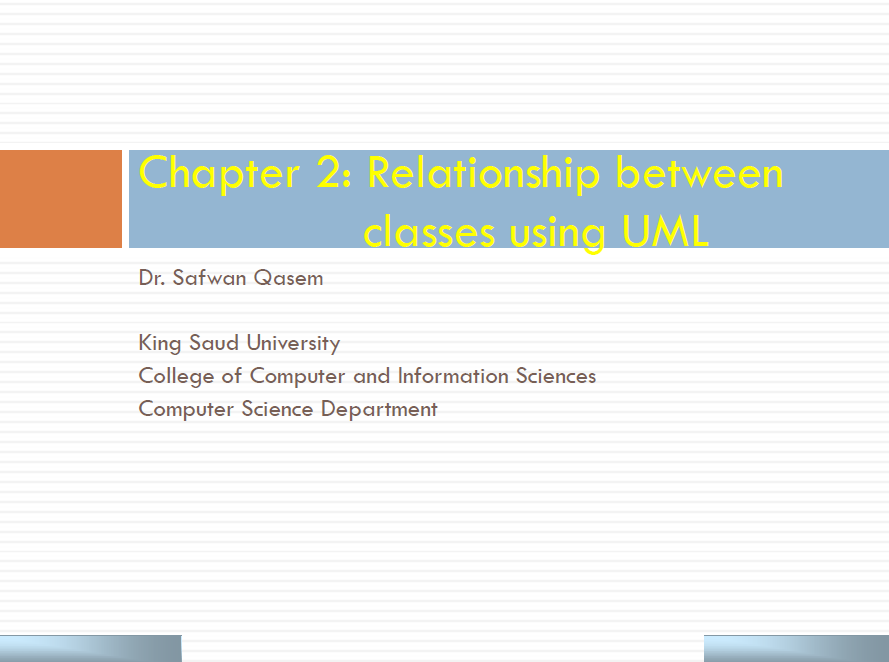 Chapter 2: Relationship between
classes using UML
Dr. Safwan Qasem
King Saud University
College of Computer and Information Sciences
Computer Science Department